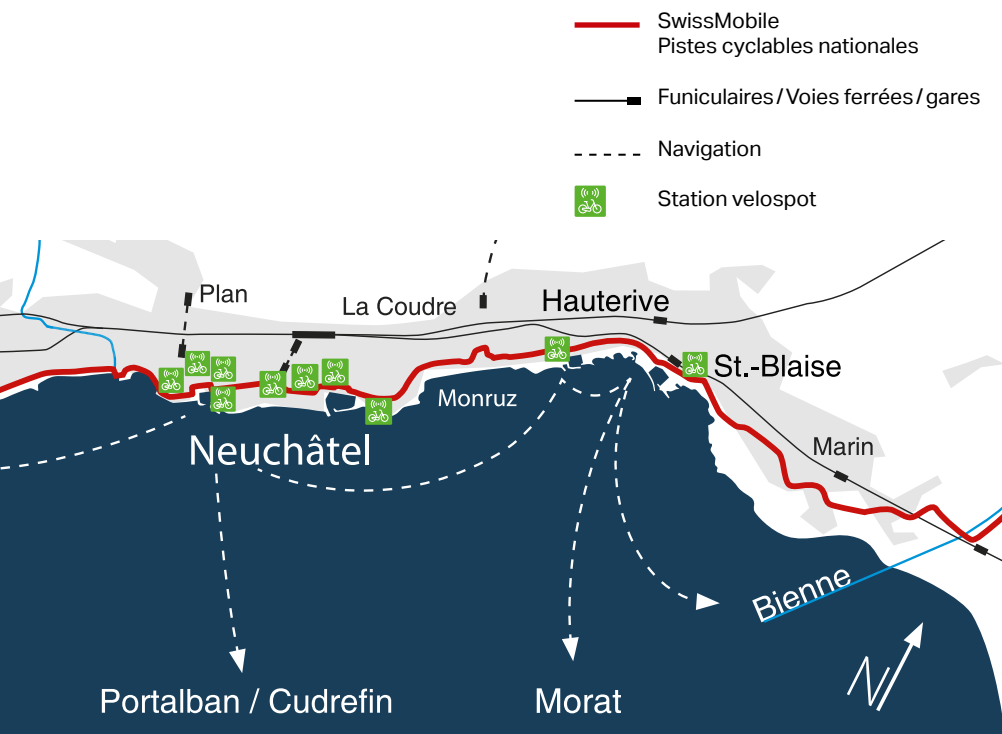 SwissMobile
Pistes cyclables nationales
Funiculaires / Voies ferrées / gares
Navigation
Station velospot
Plan
La Coudre
Hauterive
St.-Blaise
Monruz
Neuchâtel
Marin
Bienne
Portalban / Cudrefin
Morat
N